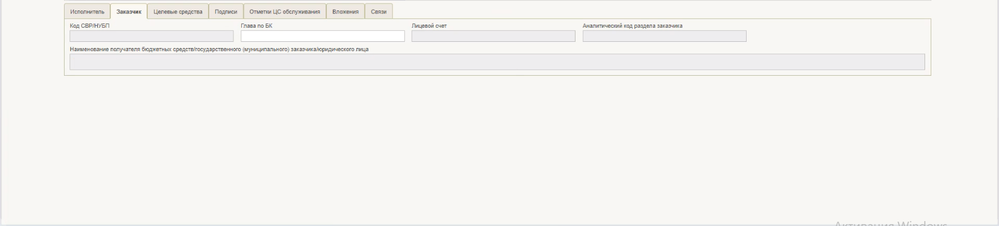 Исполнитель Заказчик Целевые средства Подписи Отметки ЦС обслуживания Вложения Связи
Код СВР/НУБП Глава по БК Лицевой счет Аналитический код раздела заказчика
Наименование получателя бюджетных средств/государственного (муниципального) заказчика/юридического лица
Активация Windows